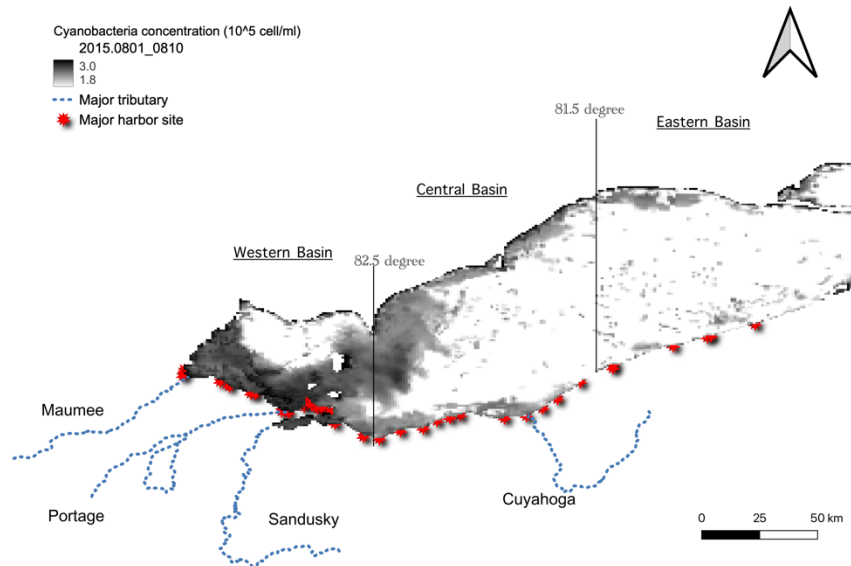 Cyanobacteria concentration (10^5 cell/ml)
2015.0801_0810
3.0
1.8
Major tributary
Major harbor site
81.5 degree
Eastern Basin
Central Basin
Western Basin
82.5 degree
Maumee
Portage
Sandusky
Cuyahoga
0 25 50 km